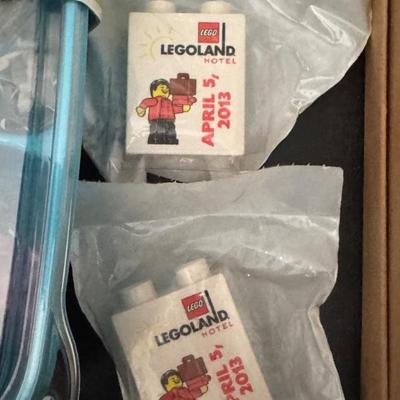 LEGO
LEGOLAND
HOTEL
APRIL 5,
2013
LEGO
LEGOLAND
HOTEL
APRIL 5,
2013